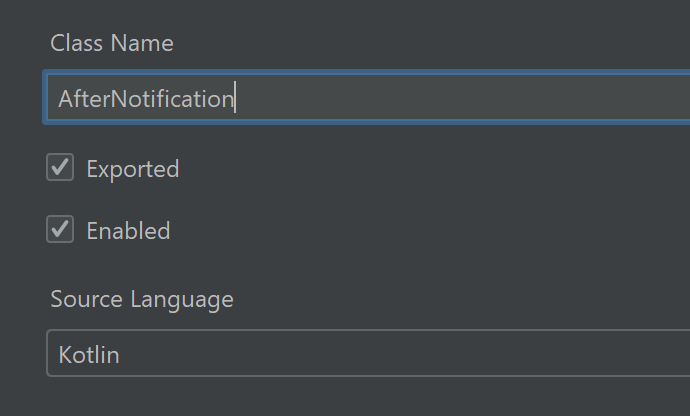 Class Name
AfterNotification
Exported
Enabled
Source Language
Kotlin